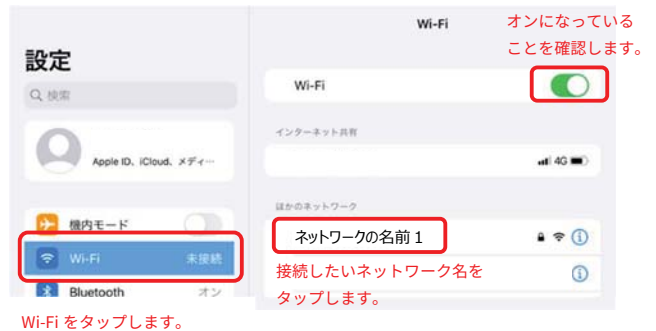 Wi-Fi
オンになっている
ことを確認します。
設定
検索
Apple ID、iCloud、メディ…
機内モード
Wi-Fi 未接続
Bluetooth オン
Wi-Fi をタップします。
Wi-Fi
インターネット共有
4G
ほかのネットワーク
ネットワークの名前 1
接続したいネットワーク名を
タップします。